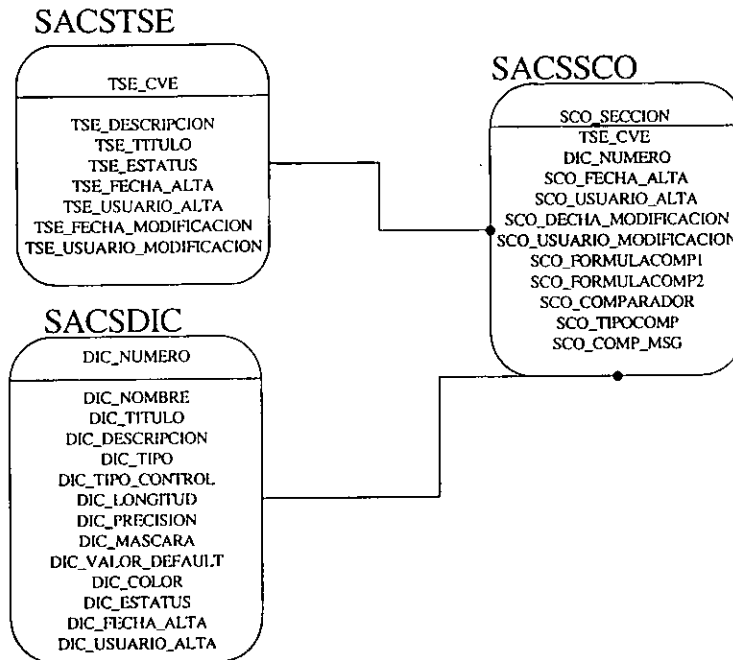 SACSTSE
TSE_CVE
TSE_DESCRIPCION
TSE_TITULO
TSE_ESTATUS
TSE_FECHA_ALTA
TSE_USUARIO_ALTA
TSE_FECHA_MODIFICACION
TSE_USUARIO_MODIFICACION
SACSSCO
SCO_SECCION
TSE_CVE
DIC_NUMERO
SCO_FECHA_ALTA
SCO_USUARIO_ALTA
SCO_DECHA_MODIFICACION
SCO_USUARIO_MODIFICACION
SCO_FORMULACOMP1
SCO_FORMULACOMP2
SCO_COMPARADOR
SCO_TIPOCOMP
SCO_COMP_MSG
SACSDIC
DIC_NUMERO
DIC_NOMBRE
DIC_TITULO
DIC_DESCRIPCION
DIC_TIPO
DIC_TIPO_CONTROL
DIC_LONGITUD
DIC_PRECISION
DIC_MASCARA
DIC_VALOR_DEFAULT
DIC_COLOR
DIC_ESTATUS
DIC_FECHA_ALTA
DIC_USUARIO_ALTA